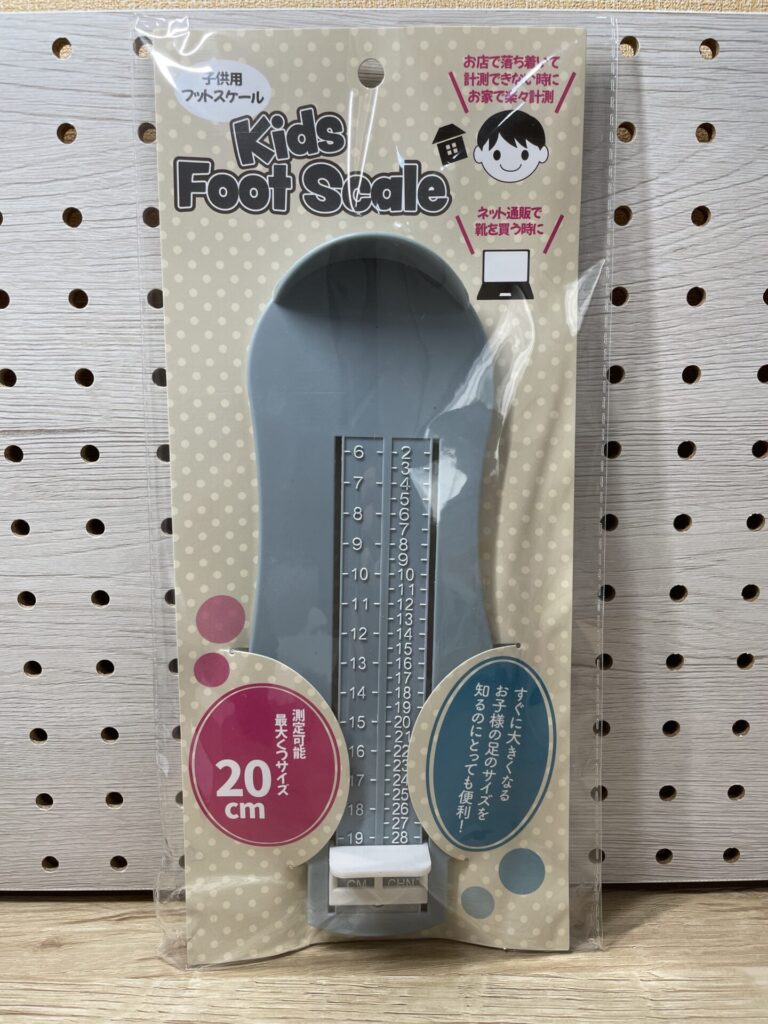 子供用
フットスケール
Kids
Foot Scale
お店で落ち着いて
計測できない時に
お家で楽々計測
ネット通販で
靴を買う時に
6 2
3
7 4
5
8 6
7
9 8
9
10 10
11
11 12
13
12 14
15
13 16
17
14 18
19
15 20
21
16 22
23
17 24
25
18 26
27
19 28
CM CHN
測定可能
最大くつサイズ
20
cm
すぐに大きくなる
お子様の足のサイズを
知るのにとっても便利!